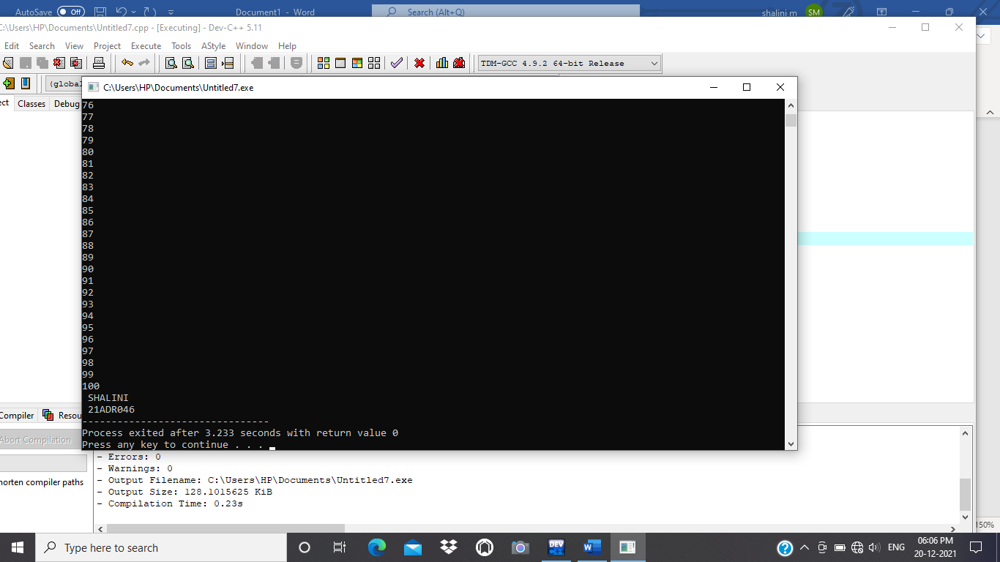 AutoSave Off Document1 - Word Search (Alt+Q) shalini m SM
C:\Users\HP\Documents\Untitled7.cpp - [Executing] - Dev-C++ 5.11
Edit Search View Project Execute Tools AStyle Window Help
TDM-GCC 4.9.2 64-bit Release
(global
C:\Users\HP\Documents\Untitled7.exe
ect Classes Debug
76
77
78
79
80
81
82
83
84
85
86
87
88
89
90
91
92
93
94
95
96
97
98
99
100
SHALINI
21ADR046
--------------------------------
Process exited after 3.233 seconds with return value 0
Press any key to continue . . .
Compiler Resou
Abort Compilation
horten compiler paths
- Errors: 0
- Warnings: 0
- Output Filename: C:\Users\HP\Documents\Untitled7.exe
- Output Size: 128.1015625 KiB
- Compilation Time: 0.23s
150%
Type here to search DEV C++ ENG 06:06 PM
20-12-2021